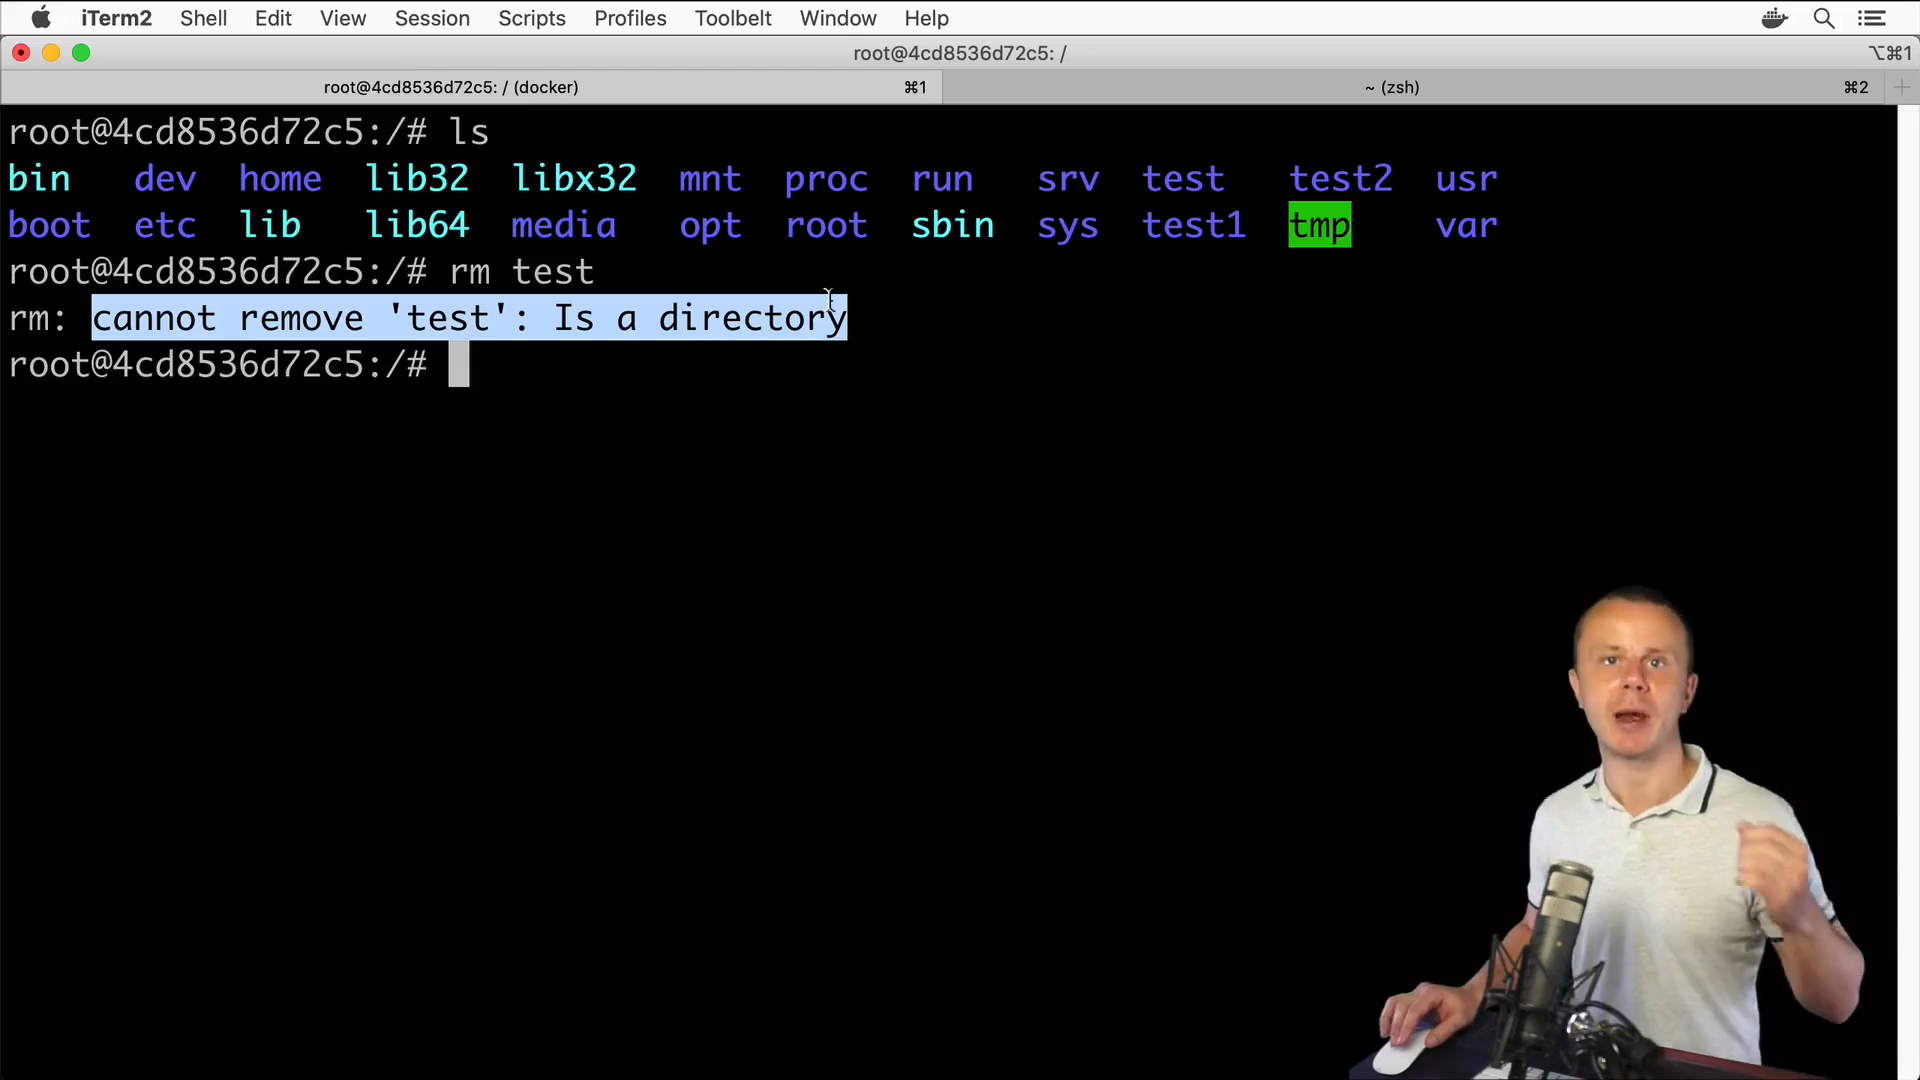 iTerm2 Shell Edit View Session Scripts Profiles Toolbelt Window Help
root@4cd8536d72c5: / ⌥⌘1
root@4cd8536d72c5: / (docker) ⌘1 ~ (zsh) ⌘2
root@4cd8536d72c5:/# ls
bin dev home lib32 libx32 mnt proc run srv test test2 usr
boot etc lib lib64 media opt root sbin sys test1 tmp var
root@4cd8536d72c5:/# rm test
rm: cannot remove 'test': Is a directory
root@4cd8536d72c5:/#